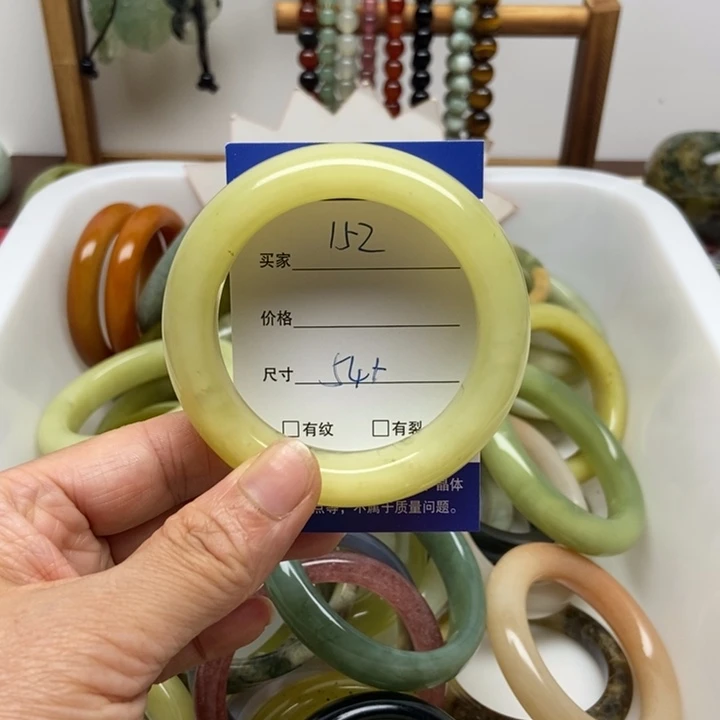 152
买家
价格
尺寸 54+
□有纹 □有裂
晶体
点等，不属于质量问题。